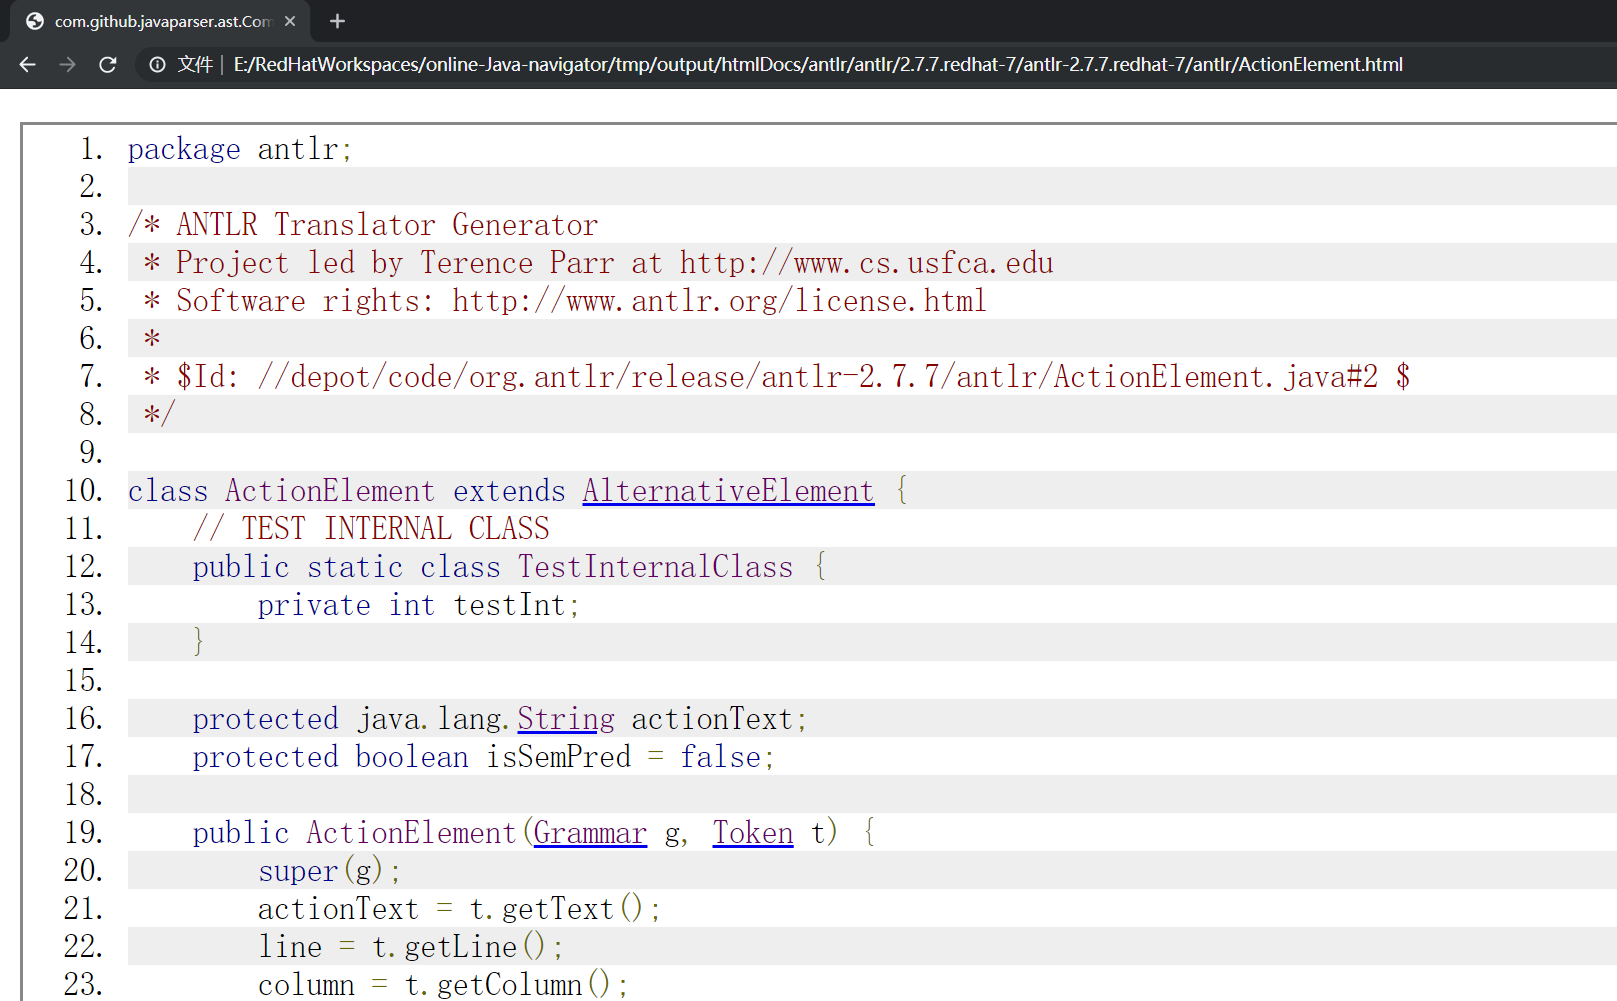 com.github.javaparser.ast.Com
文件 E:/RedHatWorkspaces/online-Java-navigator/tmp/output/htmlDocs/antlr/antlr/2.7.7.redhat-7/antlr-2.7.7.redhat-7/antlr/ActionElement.html
1. package antlr;
2.
3. /* ANTLR Translator Generator
4. * Project led by Terence Parr at http://www.cs.usfca.edu
5. * Software rights: http://www.antlr.org/license.html
6. *
7. * $Id: //depot/code/org.antlr/release/antlr-2.7.7/antlr/ActionElement.java#2 $
8. */
9.
10. class ActionElement extends AlternativeElement {
11. // TEST INTERNAL CLASS
12. public static class TestInternalClass {
13. private int testInt;
14. }
15.
16. protected java.lang.String actionText;
17. protected boolean isSemPred = false;
18.
19. public ActionElement(Grammar g, Token t) {
20. super(g);
21. actionText = t.getText();
22. line = t.getLine();
23. column = t.getColumn();